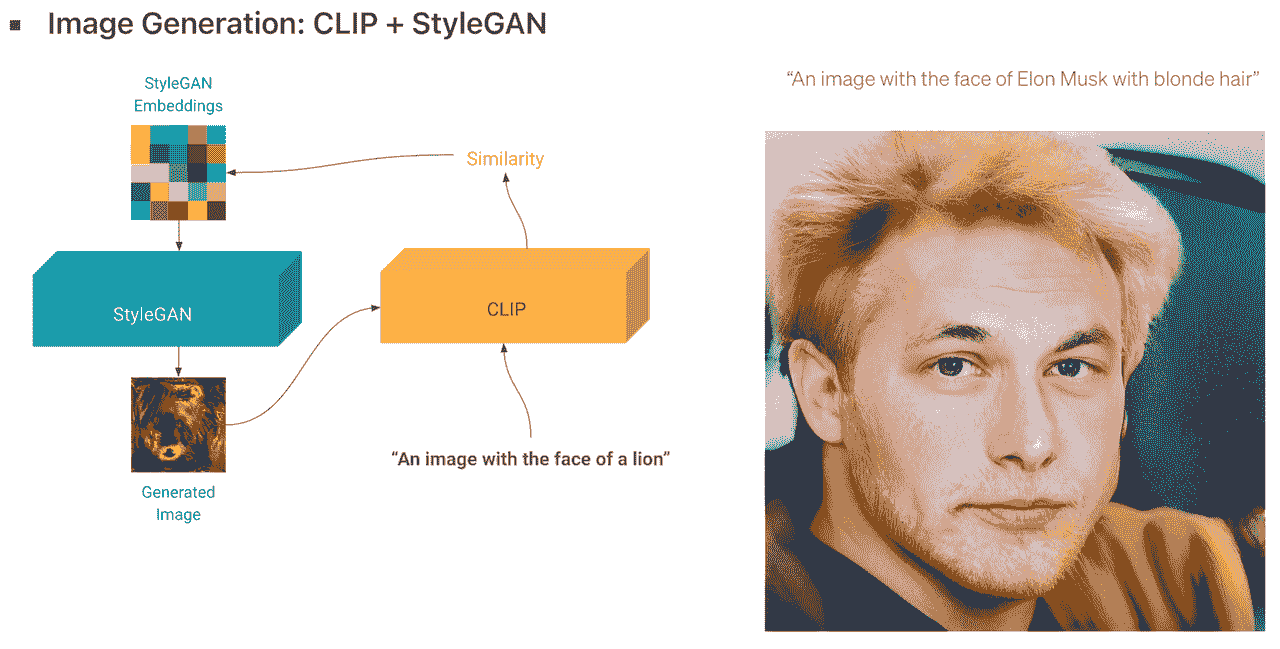 ▪ Image Generation: CLIP + StyleGAN
StyleGAN
Embeddings
Similarity
StyleGAN
CLIP
“An image with the face of a lion”
Generated
Image
“An image with the face of Elon Musk with blonde hair”